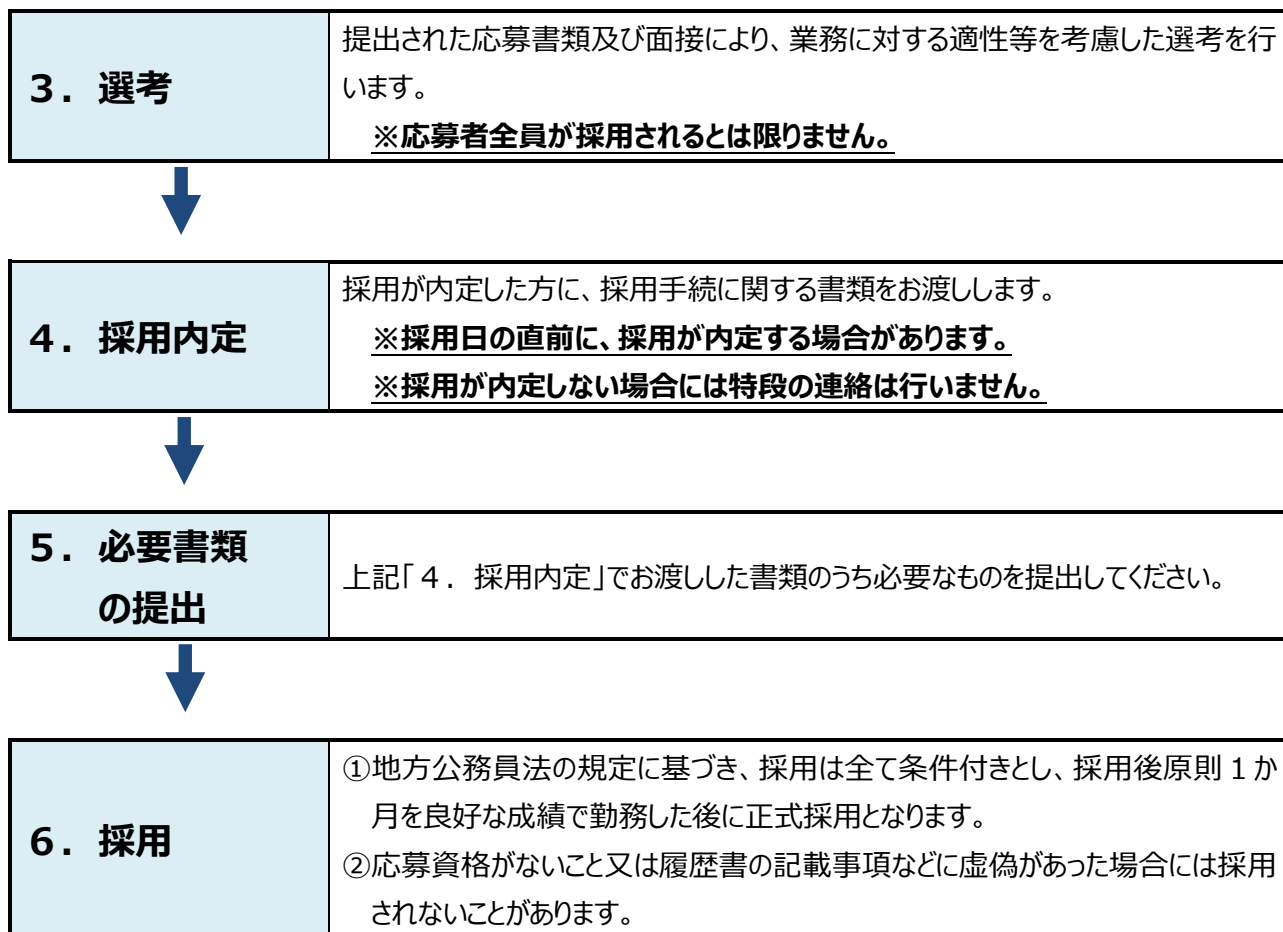 3．選考
提出された応募書類及び面接により、業務に対する適性等を考慮した選考を行
います。
※応募者全員が採用されるとは限りません。
4．採用内定
採用が内定した方に、採用手続に関する書類をお渡しします。
※採用日の直前に、採用が内定する場合があります。
※採用が内定しない場合には特段の連絡は行いません。
5．必要書類
の提出
上記「４．採用内定」でお渡しした書類のうち必要なものを提出してください。
6．採用
①地方公務員法の規定に基づき、採用は全て条件付きとし、採用後原則１か
月を良好な成績で勤務した後に正式採用となります。
②応募資格がないこと又は履歴書の記載事項などに虚偽があった場合には採用
されないことがあります。